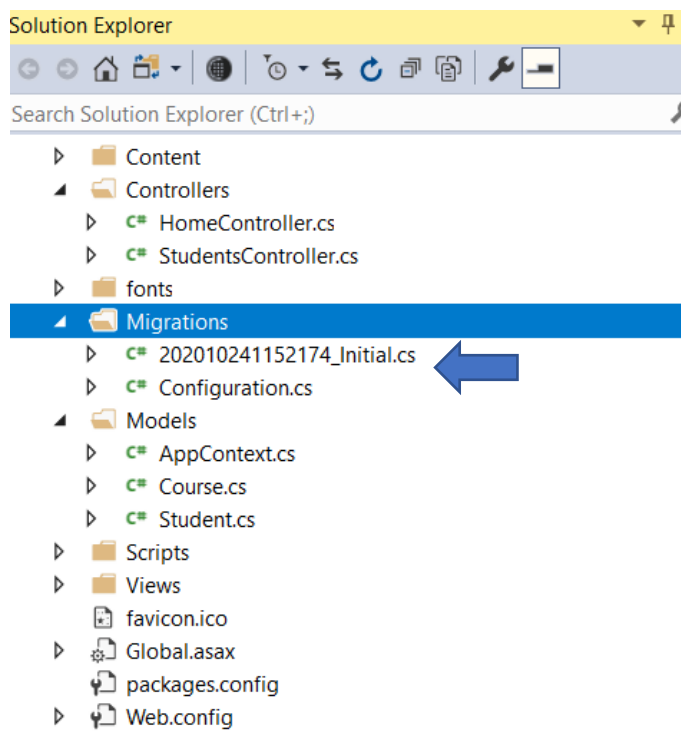 Solution Explorer
Search Solution Explorer (Ctrl+;)
Content
Controllers
C# HomeController.cs
C# StudentsController.cs
fonts
Migrations
C# 202010241152174_Initial.cs
C# Configuration.cs
Models
C# AppContext.cs
C# Course.cs
C# Student.cs
Scripts
Views
favicon.ico
Global.asax
packages.config
Web.config